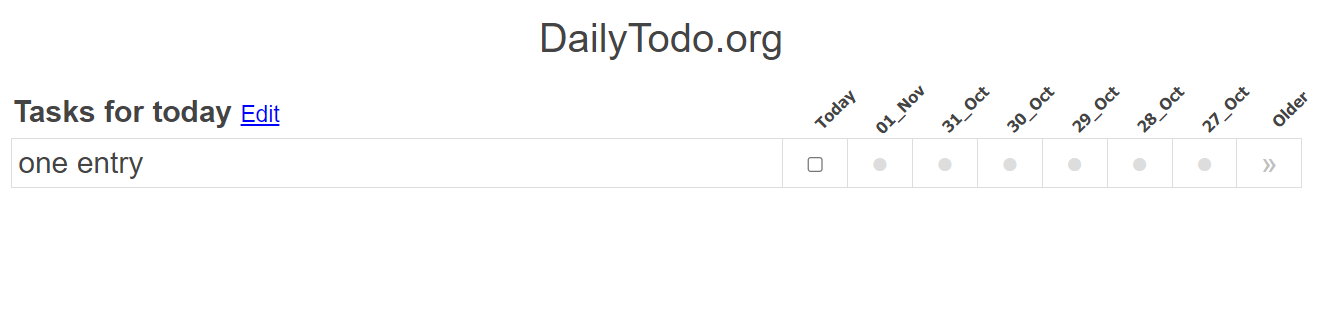 DailyTodo.org
Tasks for today Edit
Today 01_Nov 31_Oct 30_Oct 29_Oct 28_Oct 27_Oct Older
one entry »